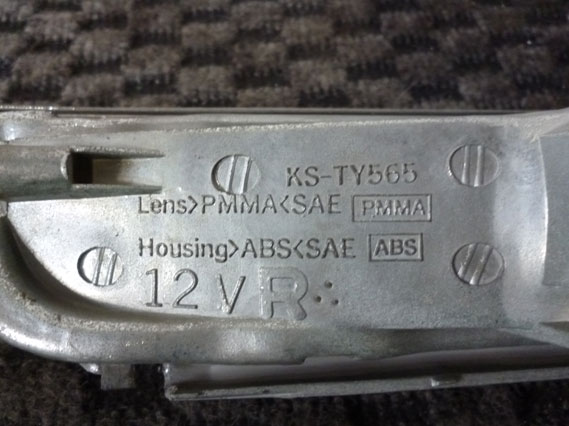 KS-TY565
Lens>PMMA<SAE PMMA
Housing>ABS<SAE ABS
12V R